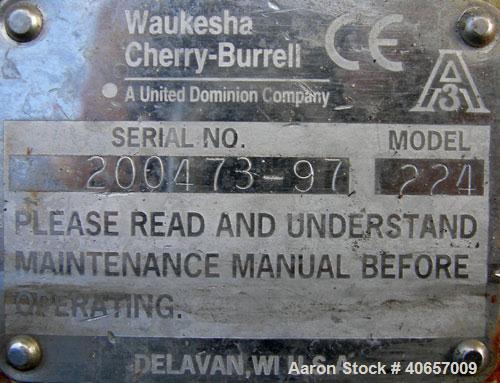 Waukesha
Cherry-Burrell
CE
A 3
A United Dominion Company
SERIAL NO. MODEL
200473-97 224
PLEASE READ AND UNDERSTAND
MAINTENANCE MANUAL BEFORE
OPERATING.
DELAVAN, WI U.S.A.
Aaron Stock # 40657009